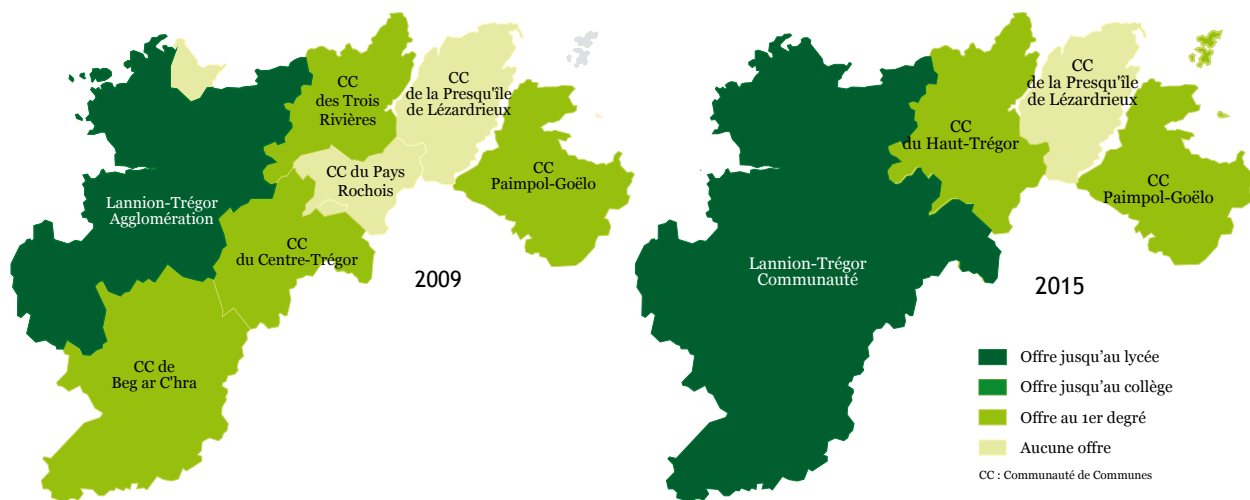 CC
des Trois
Rivières
CC
de la Presqu'île
de Lézardrieux
CC du Pays
Rochois
CC
Paimpol-Goëlo
Lannion-Trégor
Agglomération
CC
du Centre-Trégor
CC de
Beg ar C'hra
2009
CC
de la Presqu'île
de Lézardrieux
CC
du Haut-Trégor
CC
Paimpol-Goëlo
Lannion-Trégor
Communauté
2015
Offre jusqu'au lycée
Offre jusqu'au collège
Offre au 1er degré
Aucune offre
CC : Communauté de Communes